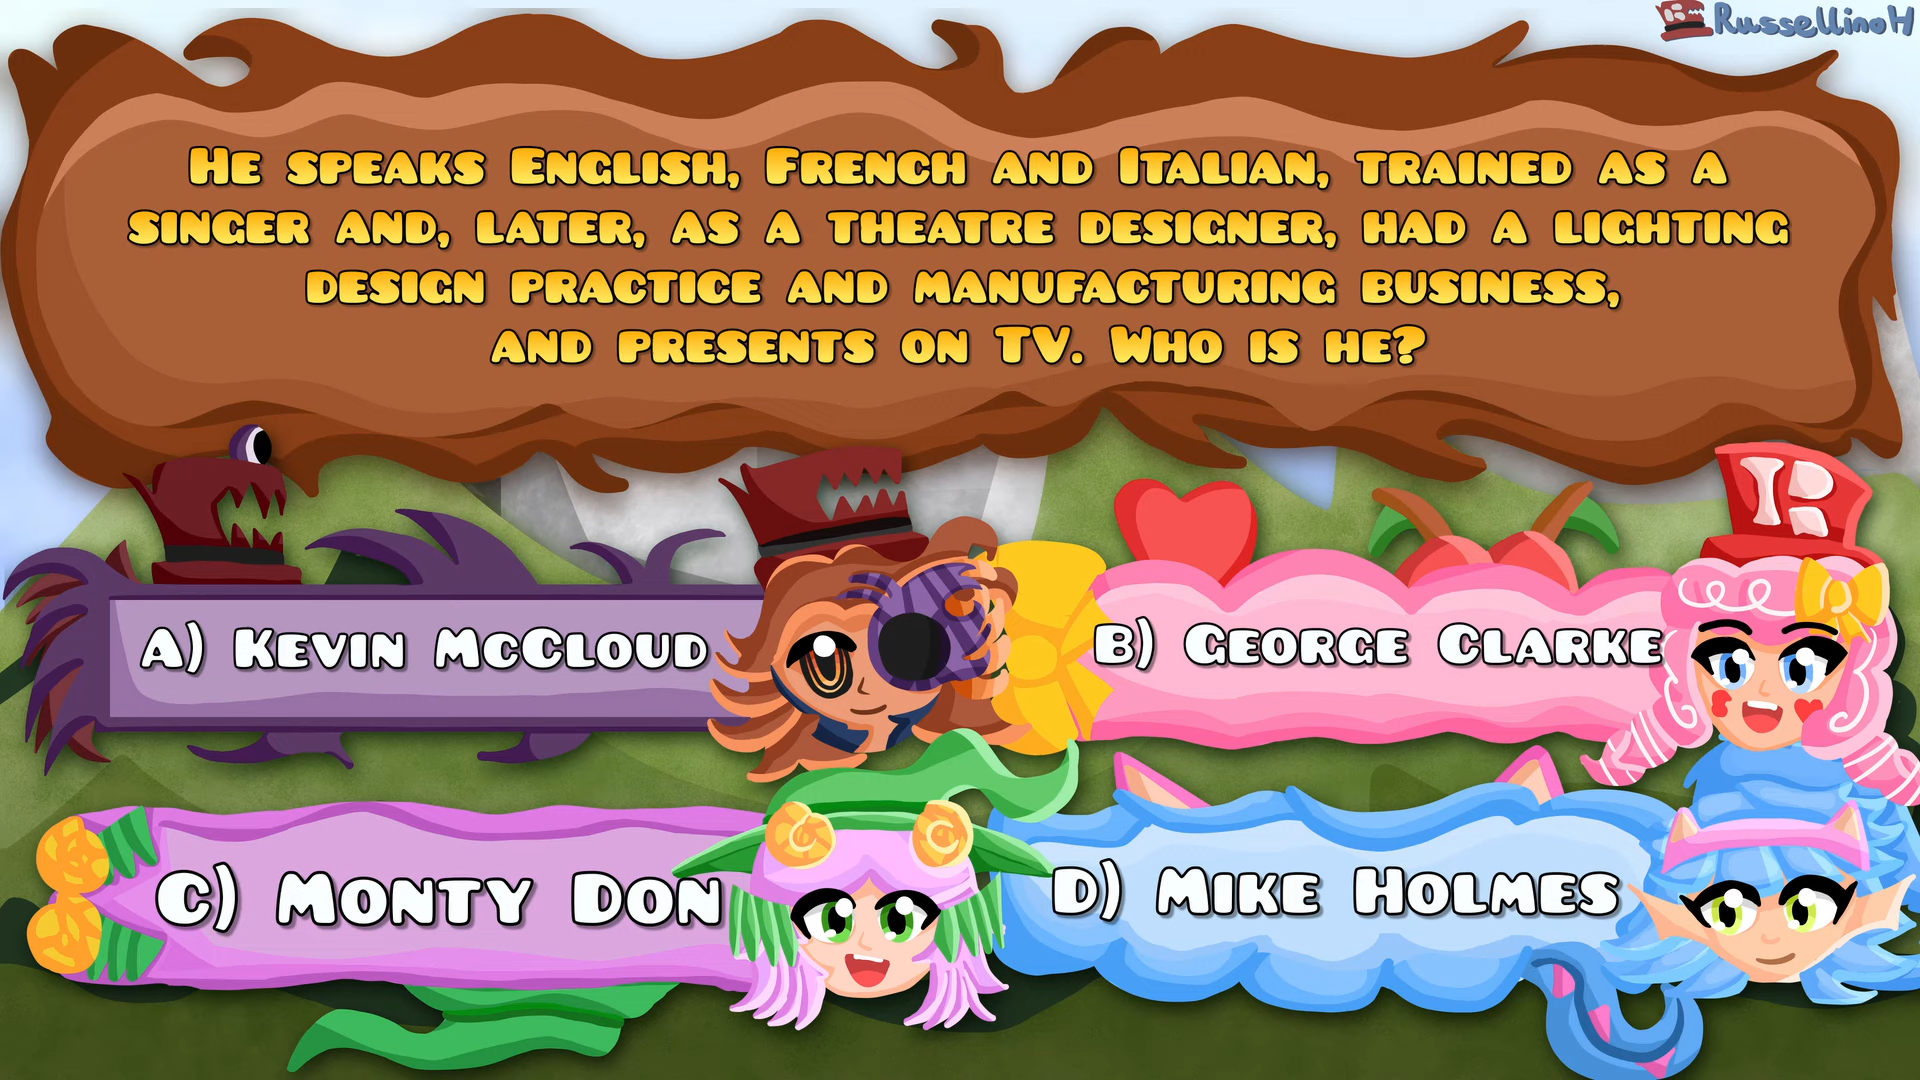 RussellinoH
He speaks English, French and Italian, trained as a
singer and, later, as a theatre designer, had a lighting
design practice and manufacturing business,
and presents on TV. Who is he?
A) Kevin McCloud
B) George Clarke
C) Monty Don
D) Mike Holmes